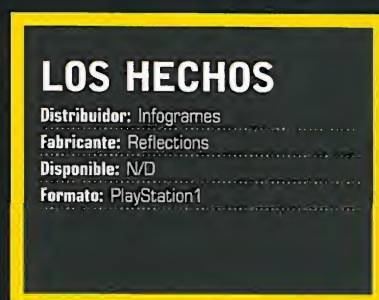 LOS HECHOS
Distribuidor: Infogrames
Fabricante: Reflections
Disponible: N/D
Formato: PlayStation1